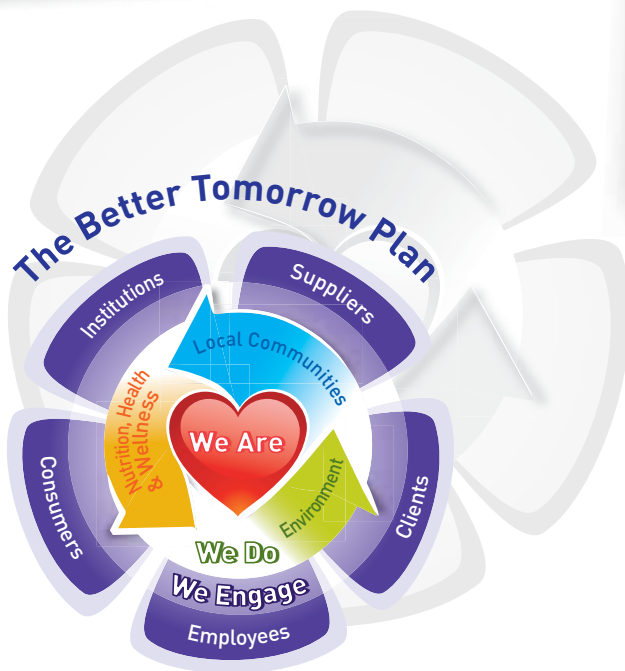 The Better Tomorrow Plan
Institutions
Suppliers
Local Communities
Nutrition, Health
& Wellness
We Are
Consumers
Environment
Clients
We Do
We Engage
Employees